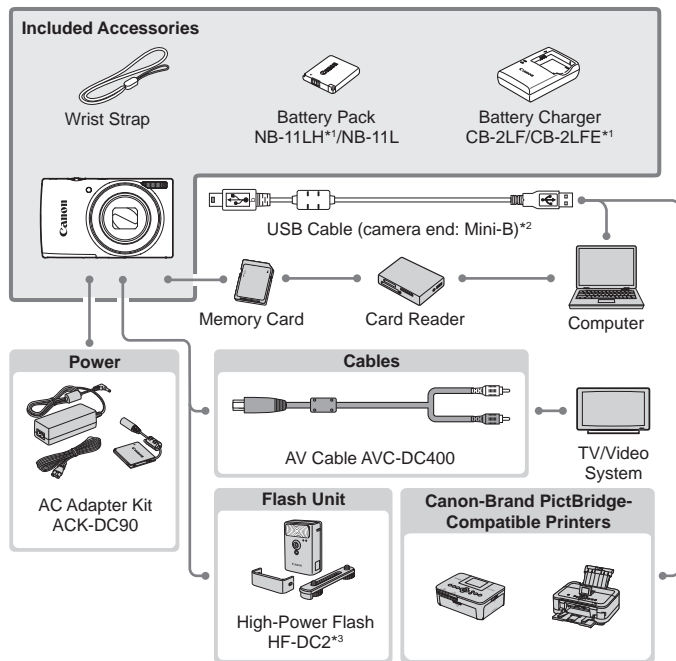 Included Accessories
Wrist Strap
Battery Pack
NB-11LH*1/NB-11L
Battery Charger
CB-2LF/CB-2LFE*1
Canon
USB Cable (camera end: Mini-B)*2
Memory Card
Card Reader
Computer
Power
AC Adapter Kit
ACK-DC90
Cables
AV Cable AVC-DC400
TV/Video
System
Flash Unit
High-Power Flash
HF-DC2*3
Canon-Brand PictBridge-
Compatible Printers